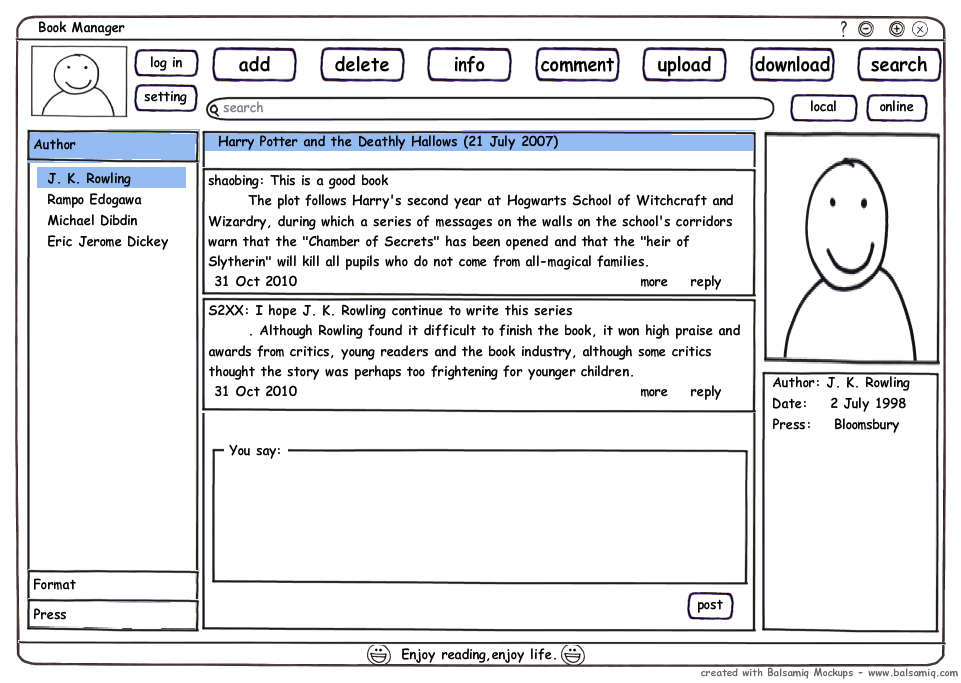 Book Manager
?
log in
setting
add
delete
info
comment
upload
download
search
search
local
online
Author
J. K. Rowling
Rampo Edogawa
Michael Dibdin
Eric Jerome Dickey
Format
Press
Harry Potter and the Deathly Hallows (21 July 2007)
shaobing: This is a good book
The plot follows Harry's second year at Hogwarts School of Witchcraft and
Wizardry, during which a series of messages on the walls on the school's corridors
warn that the "Chamber of Secrets" has been opened and that the "heir of
Slytherin" will kill all pupils who do not come from all-magical families.
31 Oct 2010 more reply
S2XX: I hope J. K. Rowling continue to write this series
. Although Rowling found it difficult to finish the book, it won high praise and
awards from critics, young readers and the book industry, although some critics
thought the story was perhaps too frightening for younger children.
31 Oct 2010 more reply
You say:
post
Author: J. K. Rowling
Date: 2 July 1998
Press: Bloomsbury
Enjoy reading,enjoy life.
created with Balsamiq Mockups - www.balsamiq.com